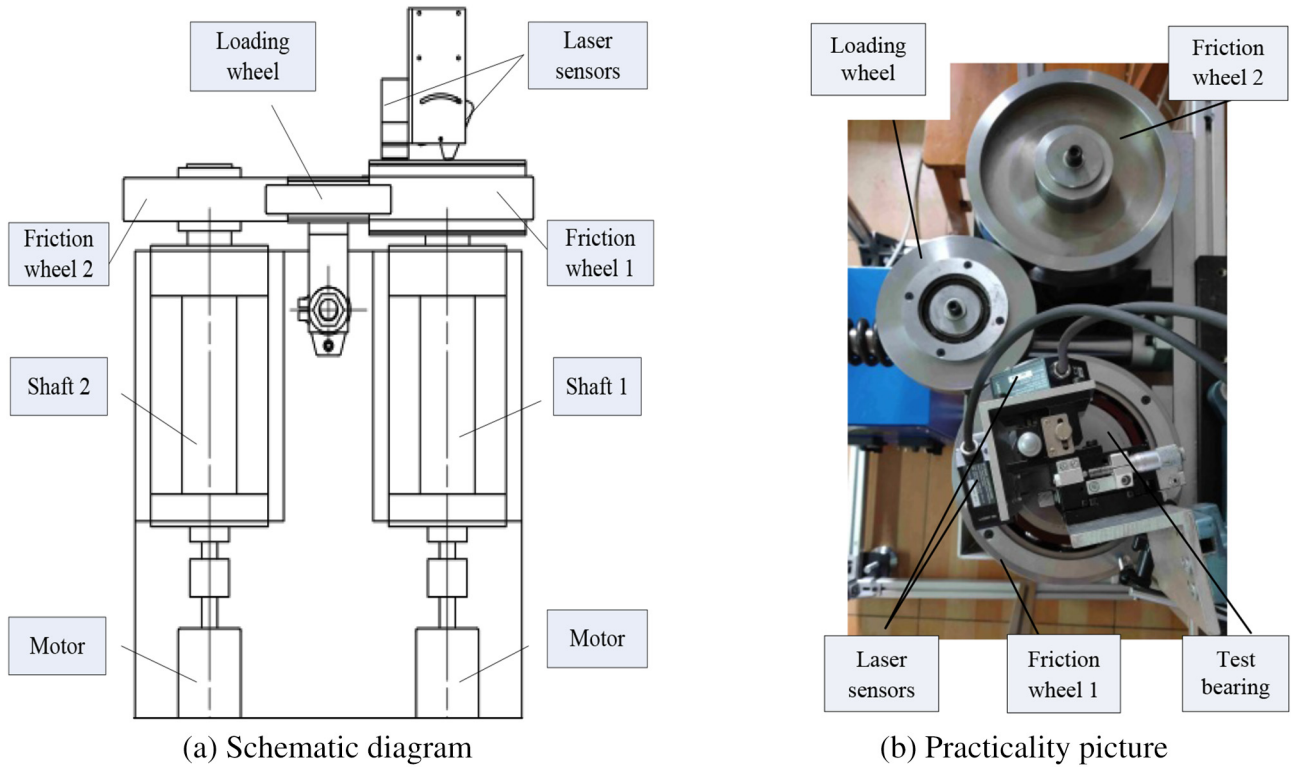 Loading
wheel
Laser
sensors
Friction
wheel 2
Friction
wheel 1
Shaft 2
Shaft 1
Motor
Motor
(a) Schematic diagram
Loading
wheel
Friction
wheel 2
Laser
sensors
Friction
wheel 1
Test
bearing
(b) Practicality picture